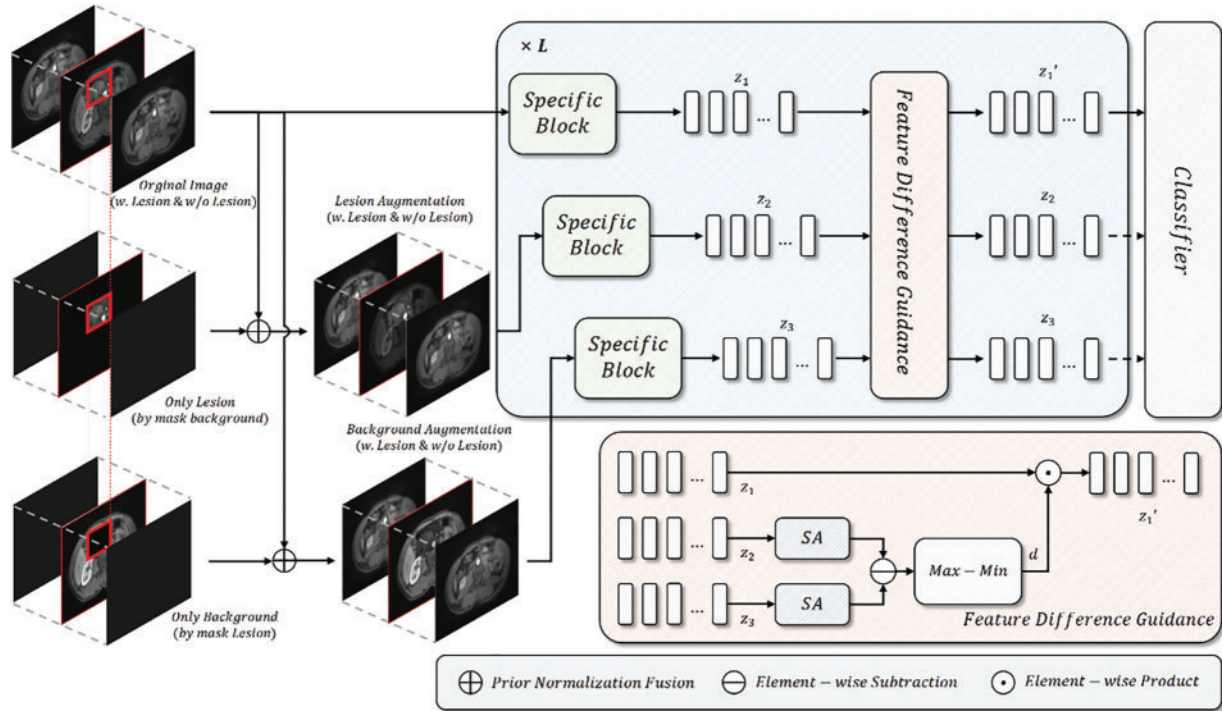 × L
Specific
Block
z₁
...
Feature Difference Guidance
z₁'
...
Classifier
Orginal Image
(w. Lesion & w/o Lesion)
Lesion Augmentation
(w. Lesion & w/o Lesion)
Specific
Block
z₂
...
z₂
...
Only Lesion
(by mask background)
Specific
Block
z₃
...
z₃
...
Background Augmentation
(w. Lesion & w/o Lesion)
Only Background
(by mask Lesion)
...
z₁
...
z₁'
...
z₂
SA
Max − Min
d
...
z₃
SA
Feature Difference Guidance
Prior Normalization Fusion
Element − wise Subtraction
Element − wise Product